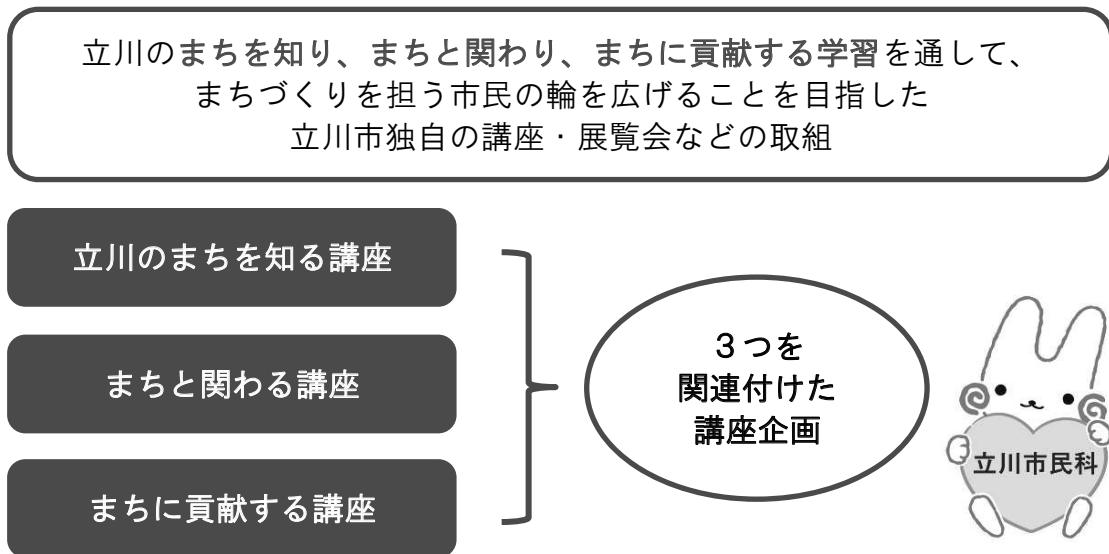 立川のまちを知り、まちと関わり、まちに貢献する学習を通して、
まちづくりを担う市民の輪を広げることを目指した
立川市独自の講座・展覧会などの取組
立川のまちを知る講座
まちと関わる講座
まちに貢献する講座
３つを
関連付けた
講座企画
立川市民科